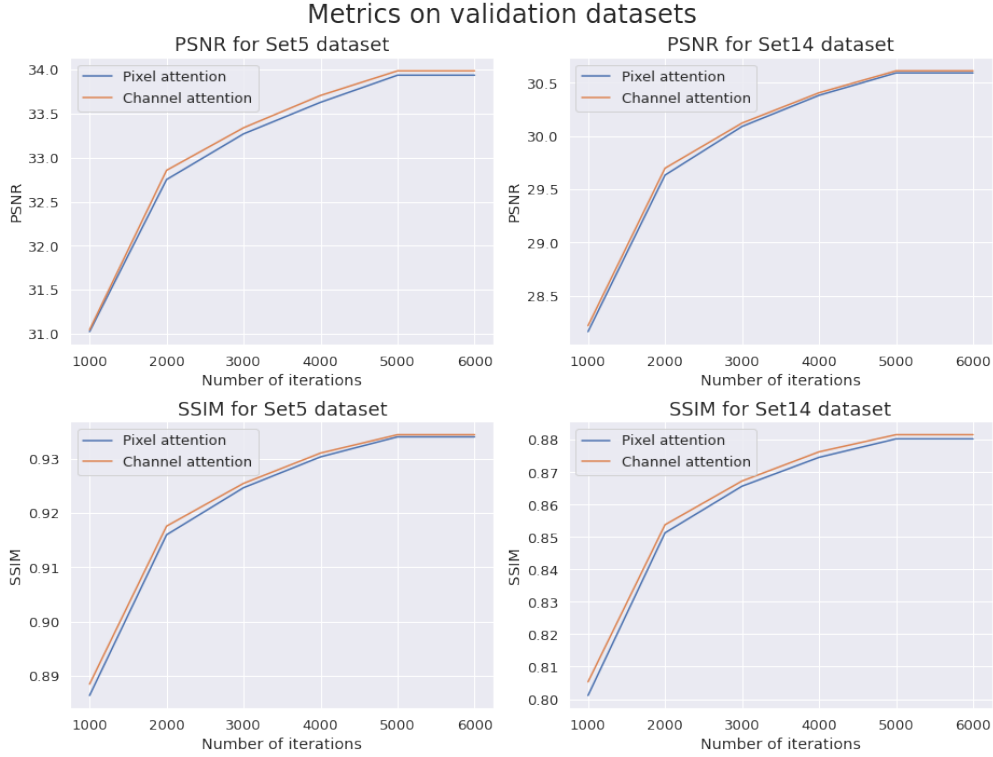 Metrics on validation datasets
PSNR for Set5 dataset
Pixel attention
Channel attention
PSNR
34.0
33.5
33.0
32.5
32.0
31.5
31.0
1000 2000 3000 4000 5000 6000
Number of iterations
PSNR for Set14 dataset
Pixel attention
Channel attention
PSNR
30.5
30.0
29.5
29.0
28.5
1000 2000 3000 4000 5000 6000
Number of iterations
SSIM for Set5 dataset
Pixel attention
Channel attention
SSIM
0.93
0.92
0.91
0.90
0.89
1000 2000 3000 4000 5000 6000
Number of iterations
SSIM for Set14 dataset
Pixel attention
Channel attention
SSIM
0.88
0.87
0.86
0.85
0.84
0.83
0.82
0.81
0.80
1000 2000 3000 4000 5000 6000
Number of iterations